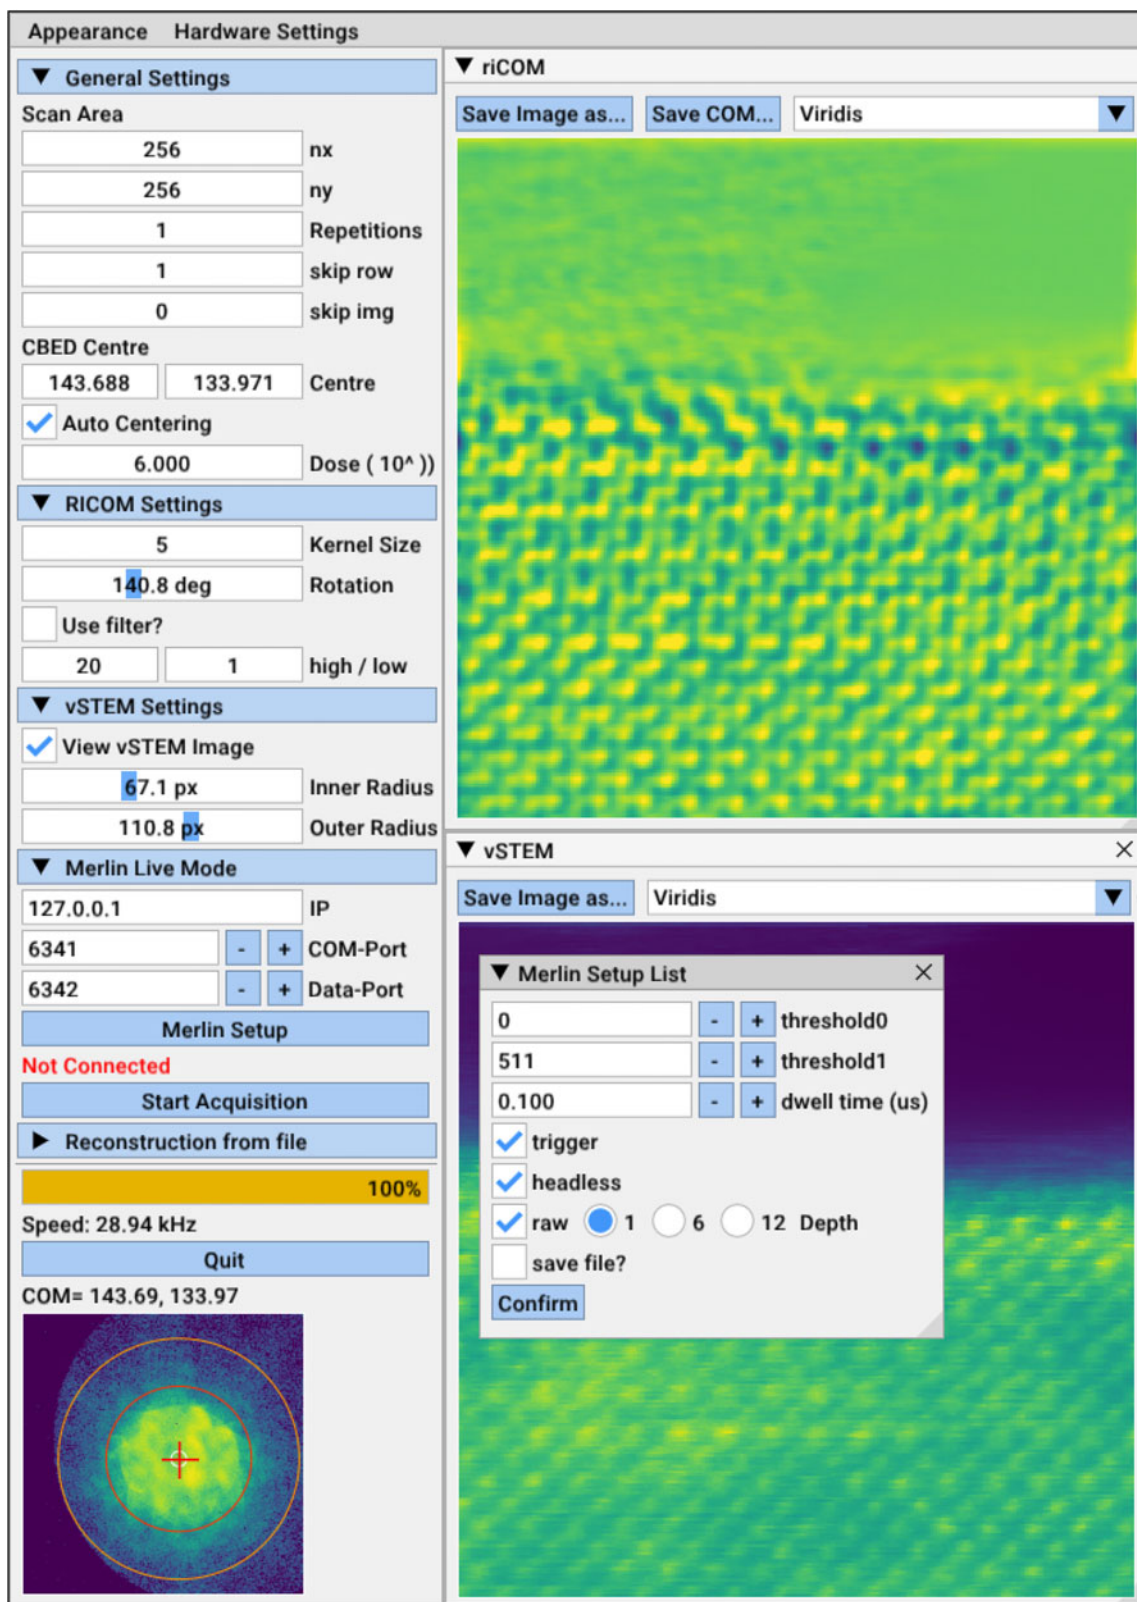 Appearance Hardware Settings
General Settings
Scan Area
256 nx
256 ny
1 Repetitions
1 skip row
0 skip img
CBED Centre
143.688 133.971 Centre
Auto Centering
6.000 Dose ( 10^ ))
RICOM Settings
5 Kernel Size
140.8 deg Rotation
Use filter?
20 1 high / low
vSTEM Settings
View vSTEM Image
67.1 px Inner Radius
110.8 px Outer Radius
Merlin Live Mode
127.0.0.1 IP
6341 - + COM-Port
6342 - + Data-Port
Merlin Setup
Not Connected
Start Acquisition
Reconstruction from file
100%
Speed: 28.94 kHz
Quit
COM= 143.69, 133.97
riCOM
Save Image as... Save COM... Viridis
vSTEM
Save Image as... Viridis
Merlin Setup List
0 - + threshold0
511 - + threshold1
0.100 - + dwell time (us)
trigger
headless
raw 1 6 12 Depth
save file?
Confirm